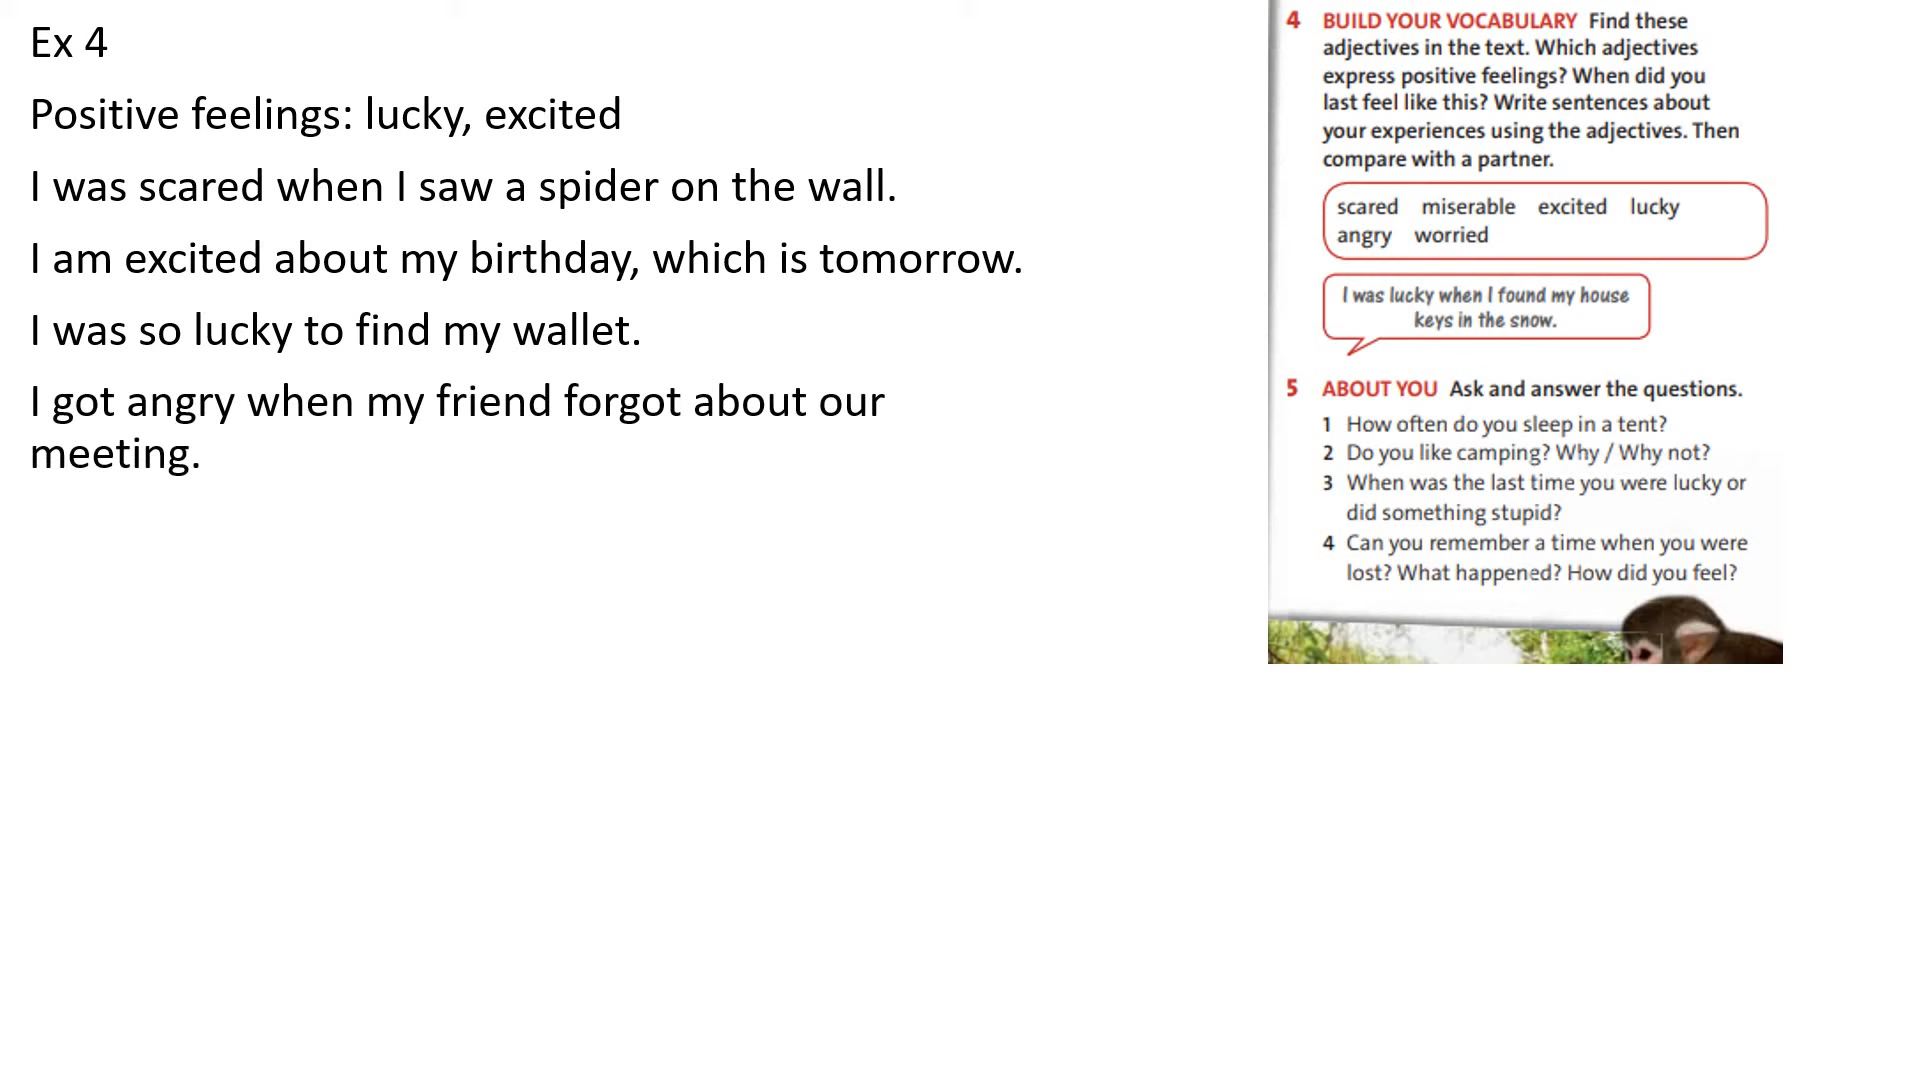 Ex 4
Positive feelings: lucky, excited
I was scared when I saw a spider on the wall.
I am excited about my birthday, which is tomorrow.
I was so lucky to find my wallet.
I got angry when my friend forgot about our
meeting.
4 BUILD YOUR VOCABULARY Find these
adjectives in the text. Which adjectives
express positive feelings? When did you
last feel like this? Write sentences about
your experiences using the adjectives. Then
compare with a partner.
scared miserable excited lucky
angry worried
I was lucky when I found my house
keys in the snow.
5 ABOUT YOU Ask and answer the questions.
1 How often do you sleep in a tent?
2 Do you like camping? Why / Why not?
3 When was the last time you were lucky or
did something stupid?
4 Can you remember a time when you were
lost? What happened? How did you feel?